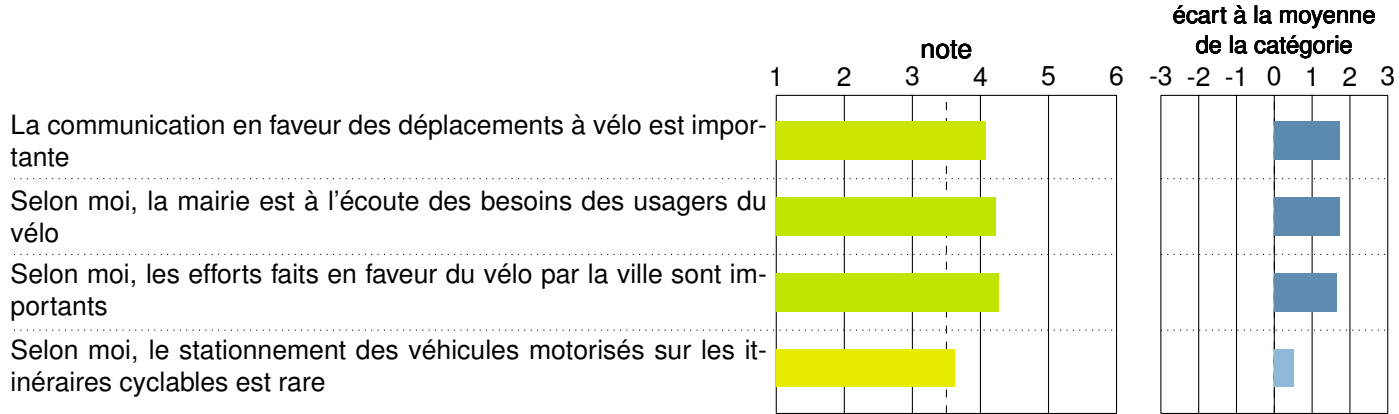 écart à la moyenne
de la catégorie
note
1 2 3 4 5 6
-3 -2 -1 0 1 2 3
La communication en faveur des déplacements à vélo est impor-
tante
Selon moi, la mairie est à l'écoute des besoins des usagers du
vélo
Selon moi, les efforts faits en faveur du vélo par la ville sont im-
portants
Selon moi, le stationnement des véhicules motorisés sur les it-
inéraires cyclables est rare